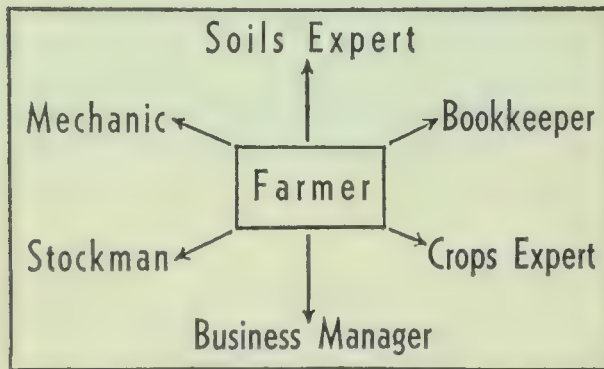 Soils Expert
Mechanic
Bookkeeper
Farmer
Stockman
Crops Expert
Business Manager